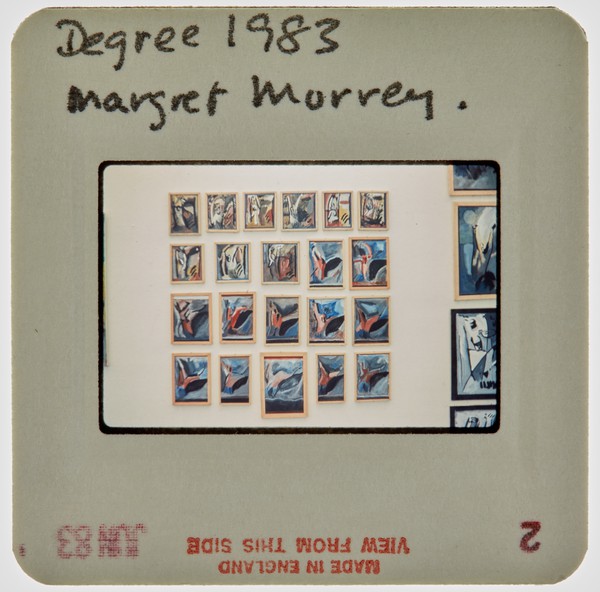 Degree 1983
Margret Morrey.
JUN 83
2
VIEW FROM THIS SIDE
MADE IN ENGLAND